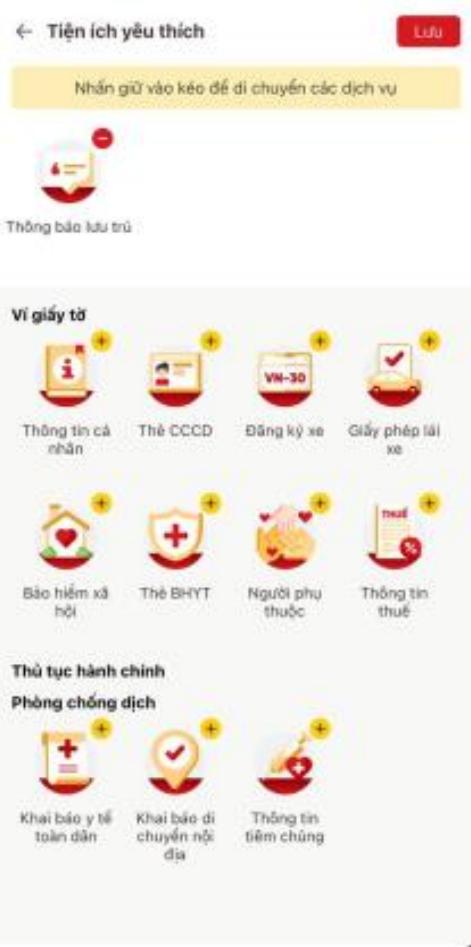 Tiện ích yêu thích
Lưu
Nhấn giữ vào kéo để di chuyển các dịch vụ
Thông báo lưu trú
Ví giấy tờ
Thông tin cá
nhân
Thẻ CCCD
Đăng ký xe
Giấy phép lái
xe
VN-30
Bảo hiểm xã
hội
Thẻ BHYT
Người phụ
thuộc
Thông tin
thuế
THUẾ
Thủ tục hành chính
Phòng chống dịch
Khai báo y tế
toàn dân
Khai báo di
chuyển nội
địa
Thông tin
tiêm chủng